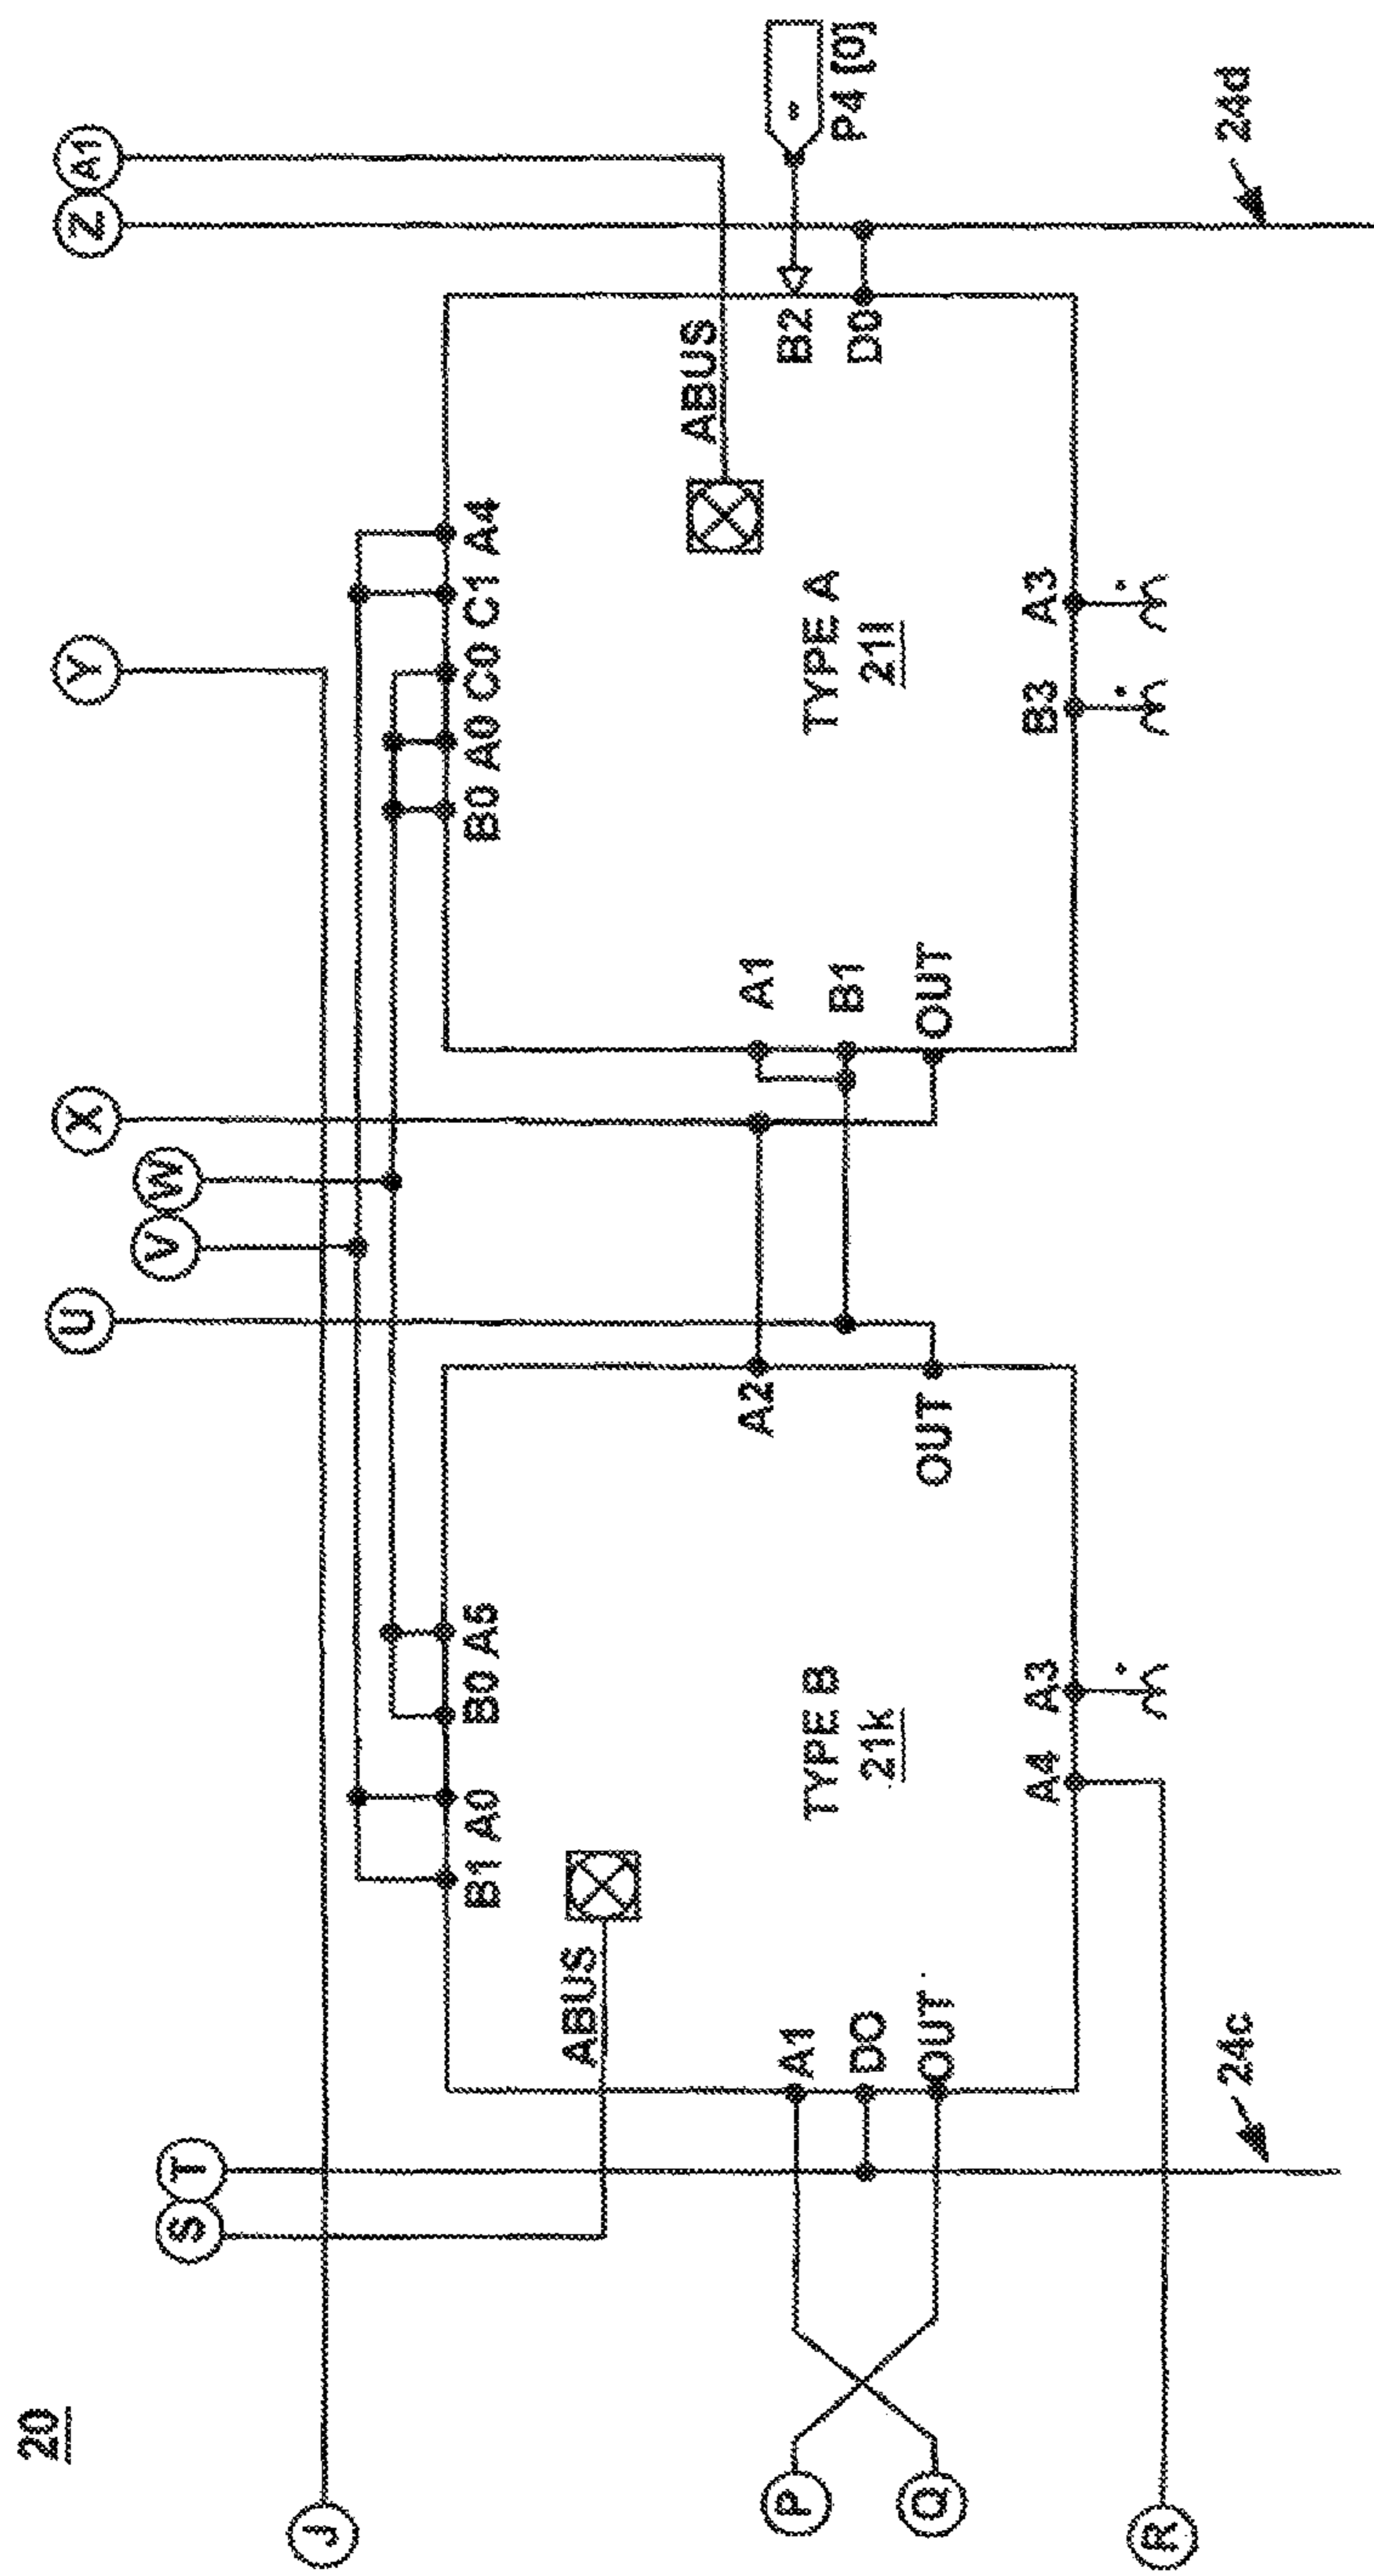 20
S T
U
V W
X
Y
Z A1
J
B1 A0 B0 A5
B0 A0 C0 C1 A4
ABUS
ABUS
A1
DO
OUT
TYPE B
21k
A2
OUT
A1
B1
OUT
TYPE A
B2
D0
P4 [0]
P
Q
R
A4 A3
B3 A3
24c
24d